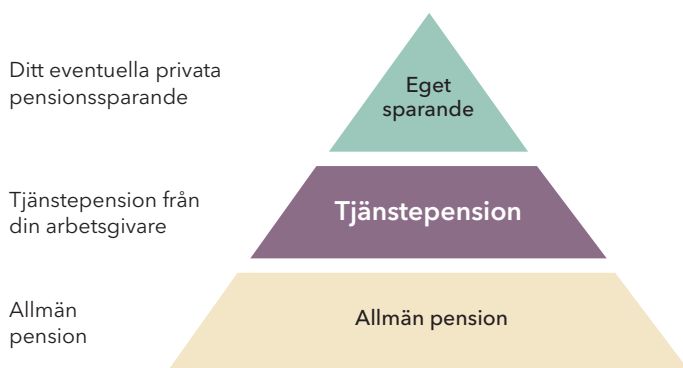 Ditt eventuella privata
pensionssparande
Eget
sparande
Tjänstepension från
din arbetsgivare
Tjänstepension
Allmän
pension
Allmän pension